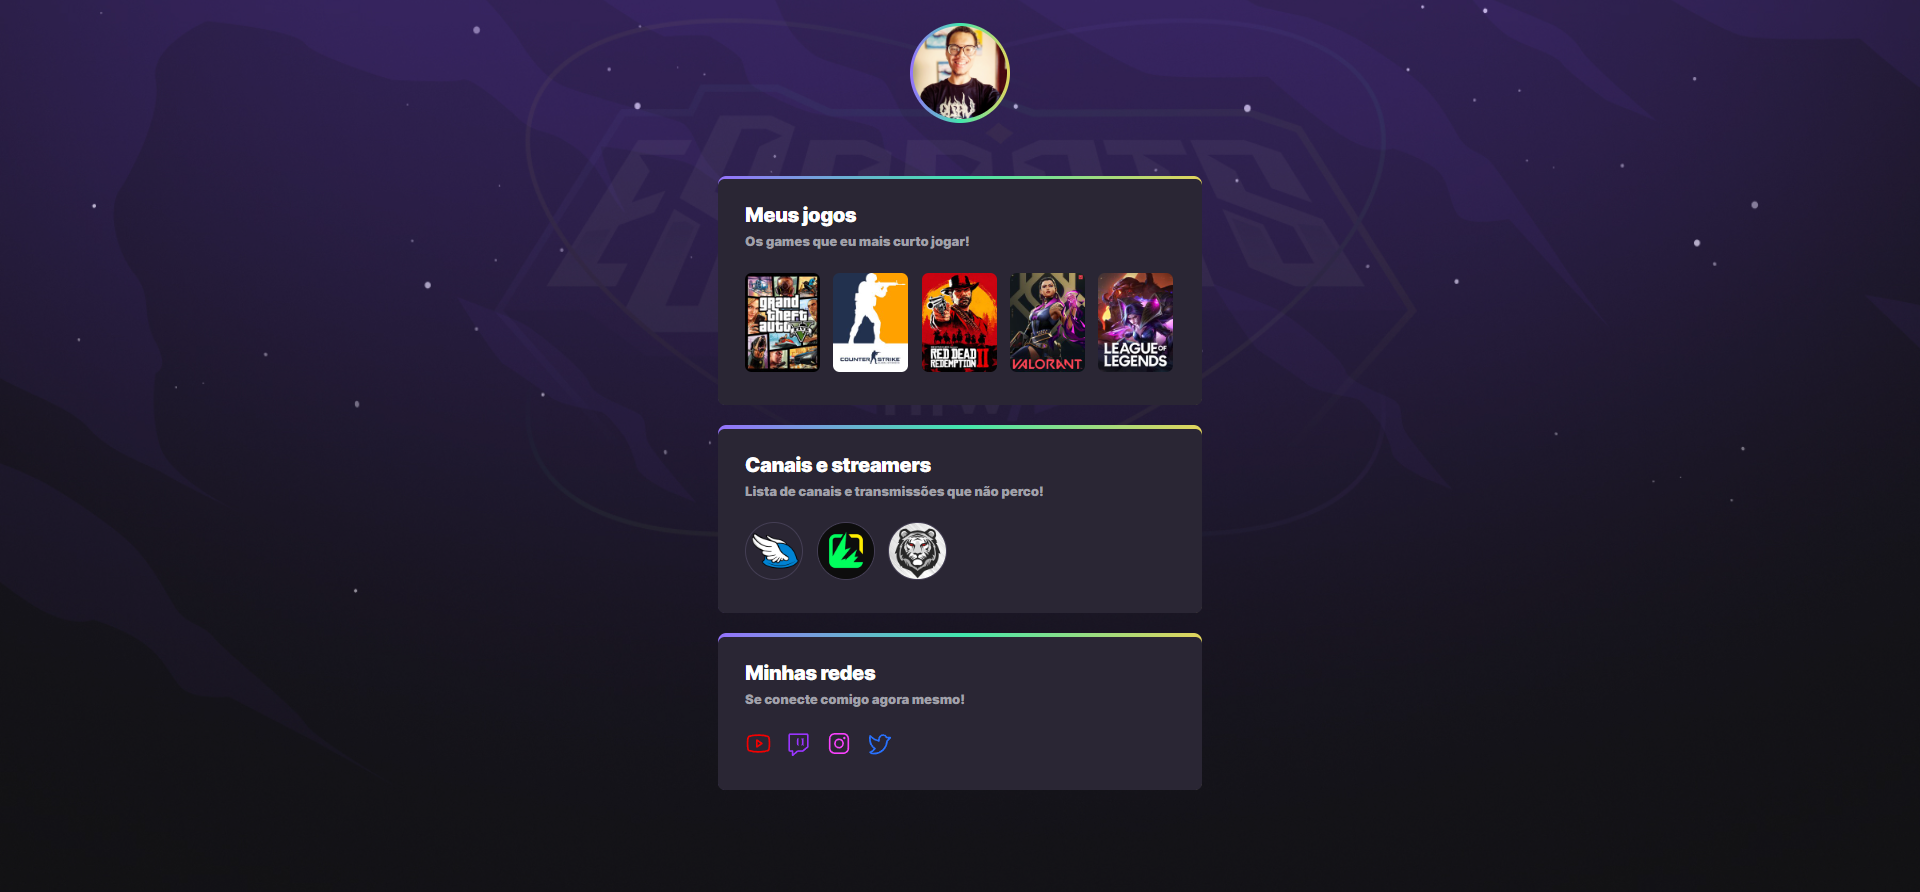 ESPORTS
Meus jogos
Os games que eu mais curto jogar!
grand
theft
auto V
COUNTER STRIKE
RED DEAD
REDEMPTION II
VALORANT
LEAGUE OF
LEGENDS
Canais e streamers
Lista de canais e transmissões que não perco!
Minhas redes
Se conecte comigo agora mesmo!